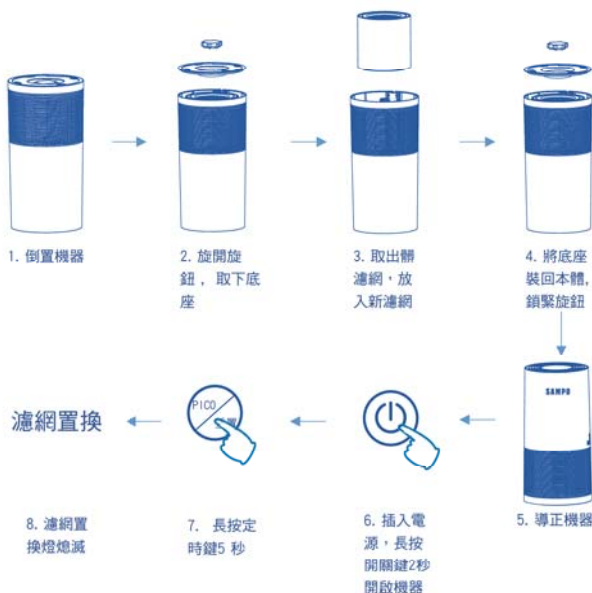 1. 倒置機器
2. 旋開旋
鈕 ，取下底
座
3. 取出髒
濾網，放
入新濾網
4. 將底座
裝回本體,
鎖緊旋鈕
SAMPO
5. 導正機器
6. 插入電
源，長按
開關鍵2秒
開啟機器
PICO
7. 長按定
時鍵5 秒
濾網置換
8. 濾網置
換燈熄滅